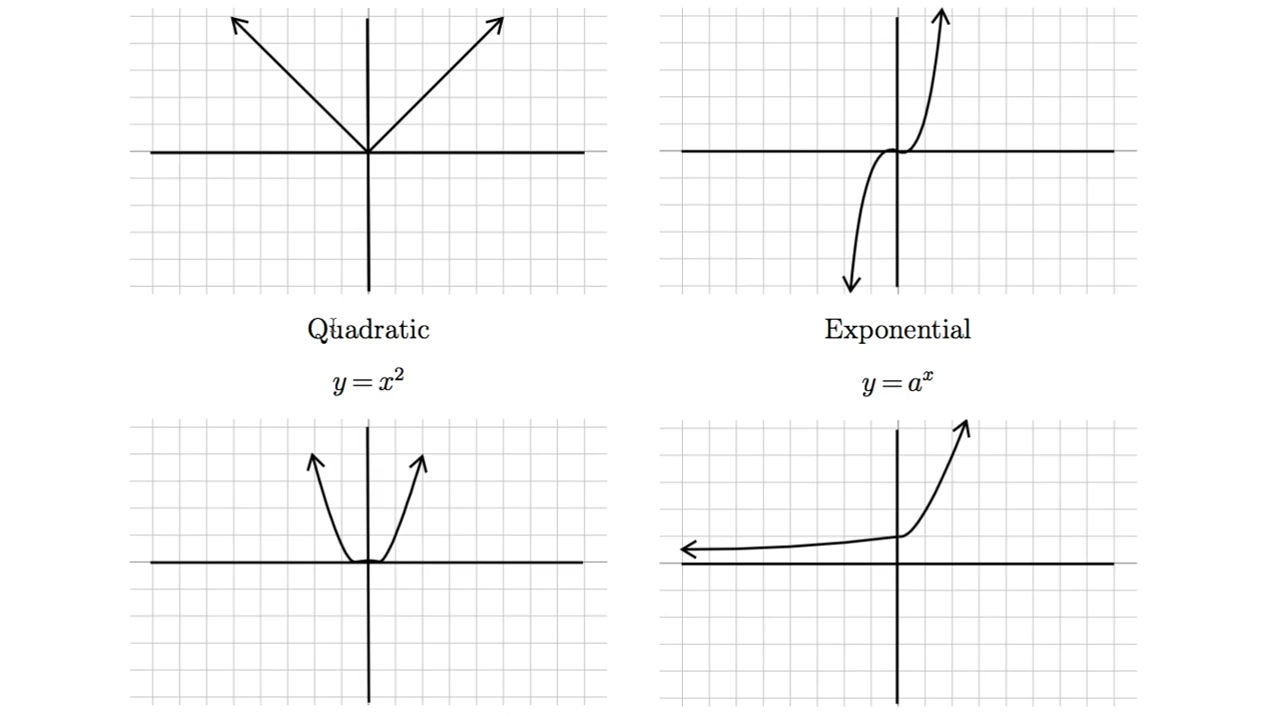 Quadratic
y = x²
Exponential
y = aˣ